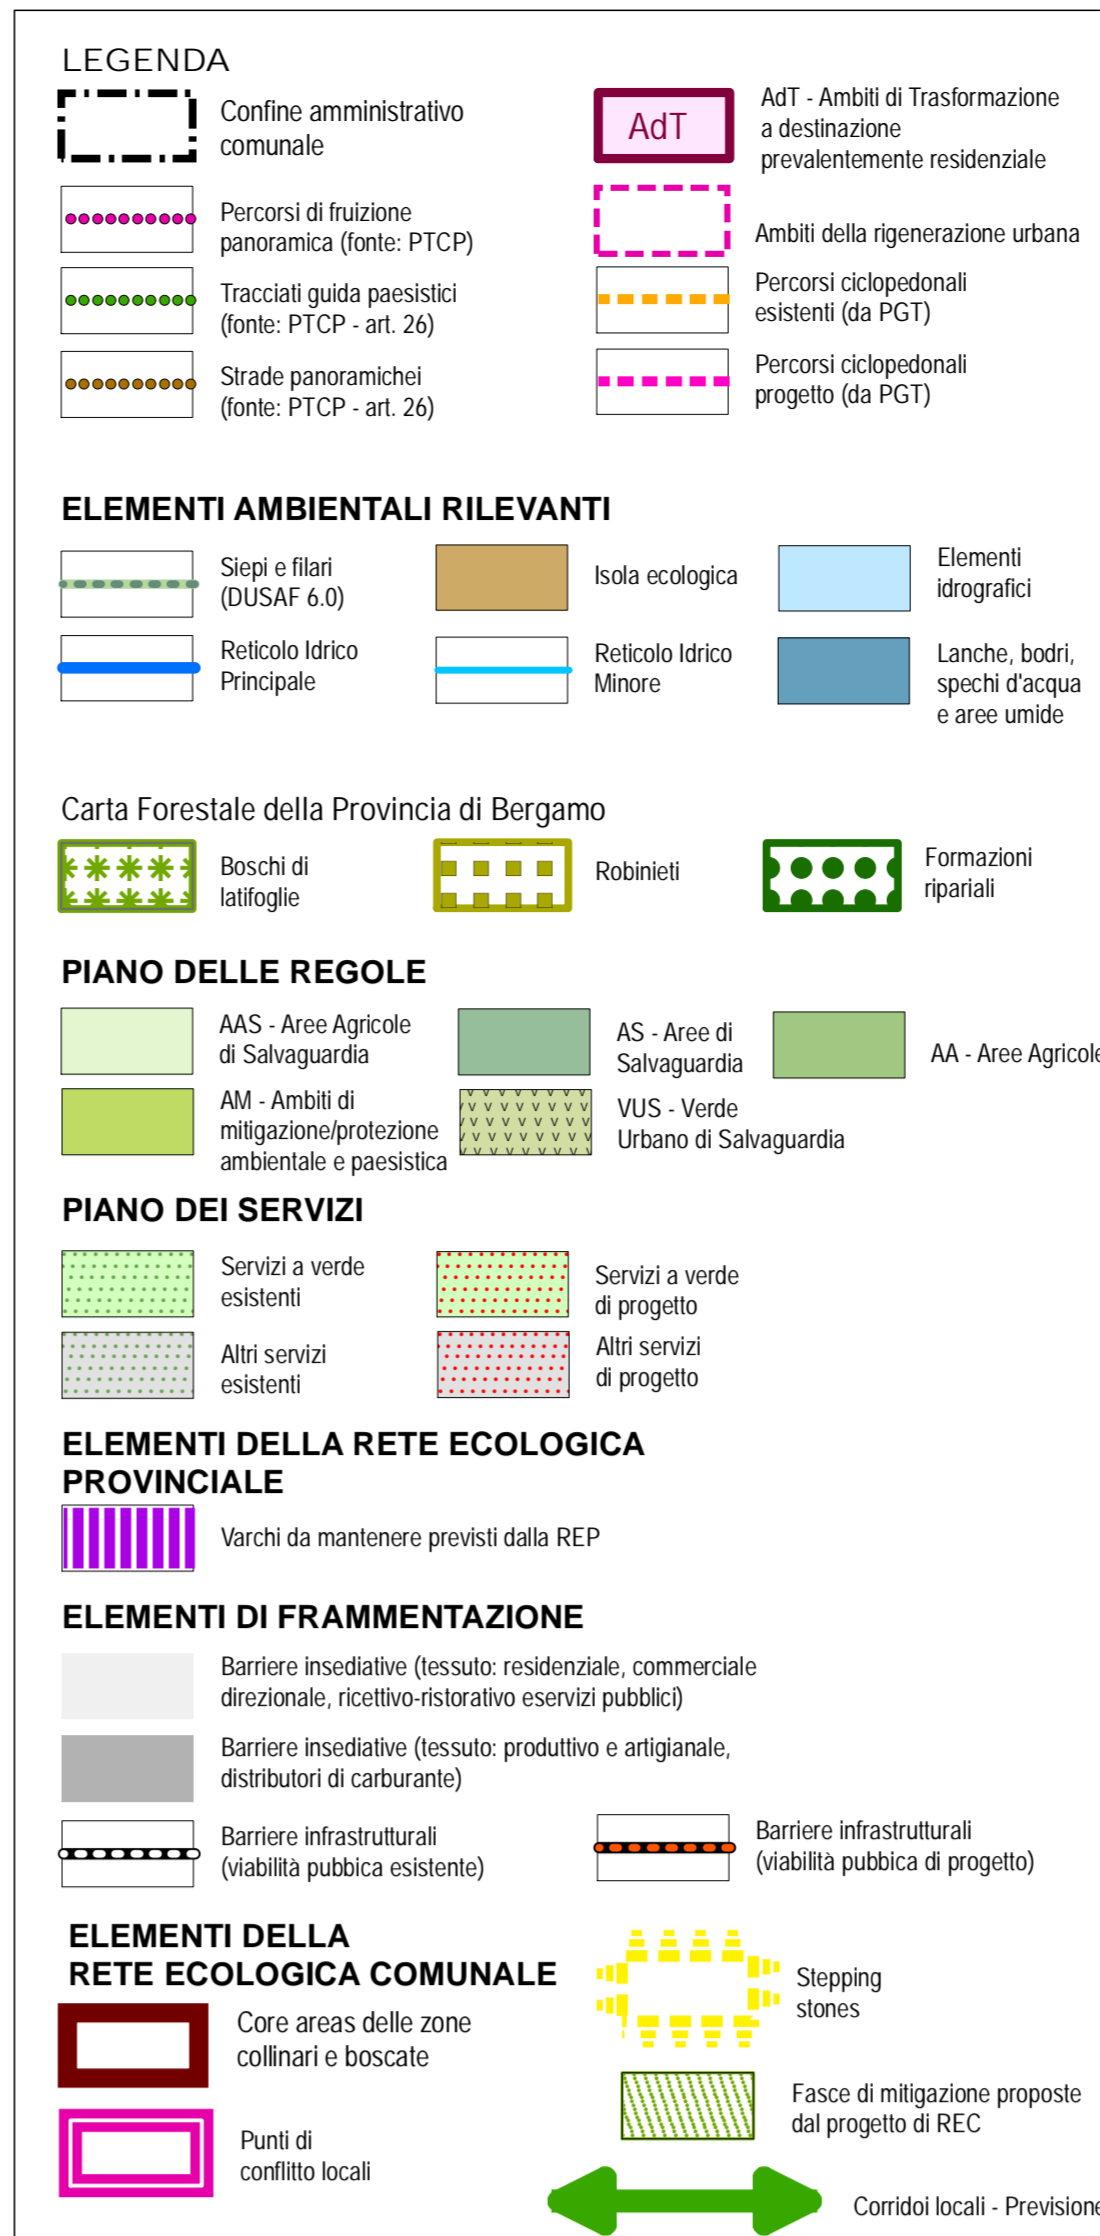 LEGENDA
Confine amministrativo
comunale
AdT
AdT - Ambiti di Trasformazione
a destinazione
prevalentemente residenziale
Percorsi di fruizione
panoramica (fonte: PTCP)
Ambiti della rigenerazione urbana
Tracciati guida paesistici
(fonte: PTCP - art. 26)
Percorsi ciclopedonali
esistenti (da PGT)
Strade panoramichei
(fonte: PTCP - art. 26)
Percorsi ciclopedonali
progetto (da PGT)
ELEMENTI AMBIENTALI RILEVANTI
Siepi e filari
(DUSAF 6.0)
Isola ecologica
Elementi
idrografici
Reticolo Idrico
Principale
Reticolo Idrico
Minore
Lanche, bodri,
spechi d'acqua
e aree umide
Carta Forestale della Provincia di Bergamo
Boschi di
latifoglie
Robinieti
Formazioni
ripariali
PIANO DELLE REGOLE
AAS - Aree Agricole
di Salvaguardia
AS - Aree di
Salvaguardia
AA - Aree Agricole
AM - Ambiti di
mitigazione/protezione
ambientale e paesistica
VUS - Verde
Urbano di Salvaguardia
PIANO DEI SERVIZI
Servizi a verde
esistenti
Servizi a verde
di progetto
Altri servizi
esistenti
Altri servizi
di progetto
ELEMENTI DELLA RETE ECOLOGICA
PROVINCIALE
Varchi da mantenere previsti dalla REP
ELEMENTI DI FRAMMENTAZIONE
Barriere insediative (tessuto: residenziale, commerciale
direzionale, ricettivo-ristorativo eservizi pubblici)
Barriere insediative (tessuto: produttivo e artigianale,
distributori di carburante)
Barriere infrastrutturali
(viabilità pubbica esistente)
Barriere infrastrutturali
(viabilità pubbica di progetto)
ELEMENTI DELLA
RETE ECOLOGICA COMUNALE
Stepping
stones
Core areas delle zone
collinari e boscate
Fasce di mitigazione proposte
dal progetto di REC
Punti di
conflitto locali
Corridoi locali - Previsione